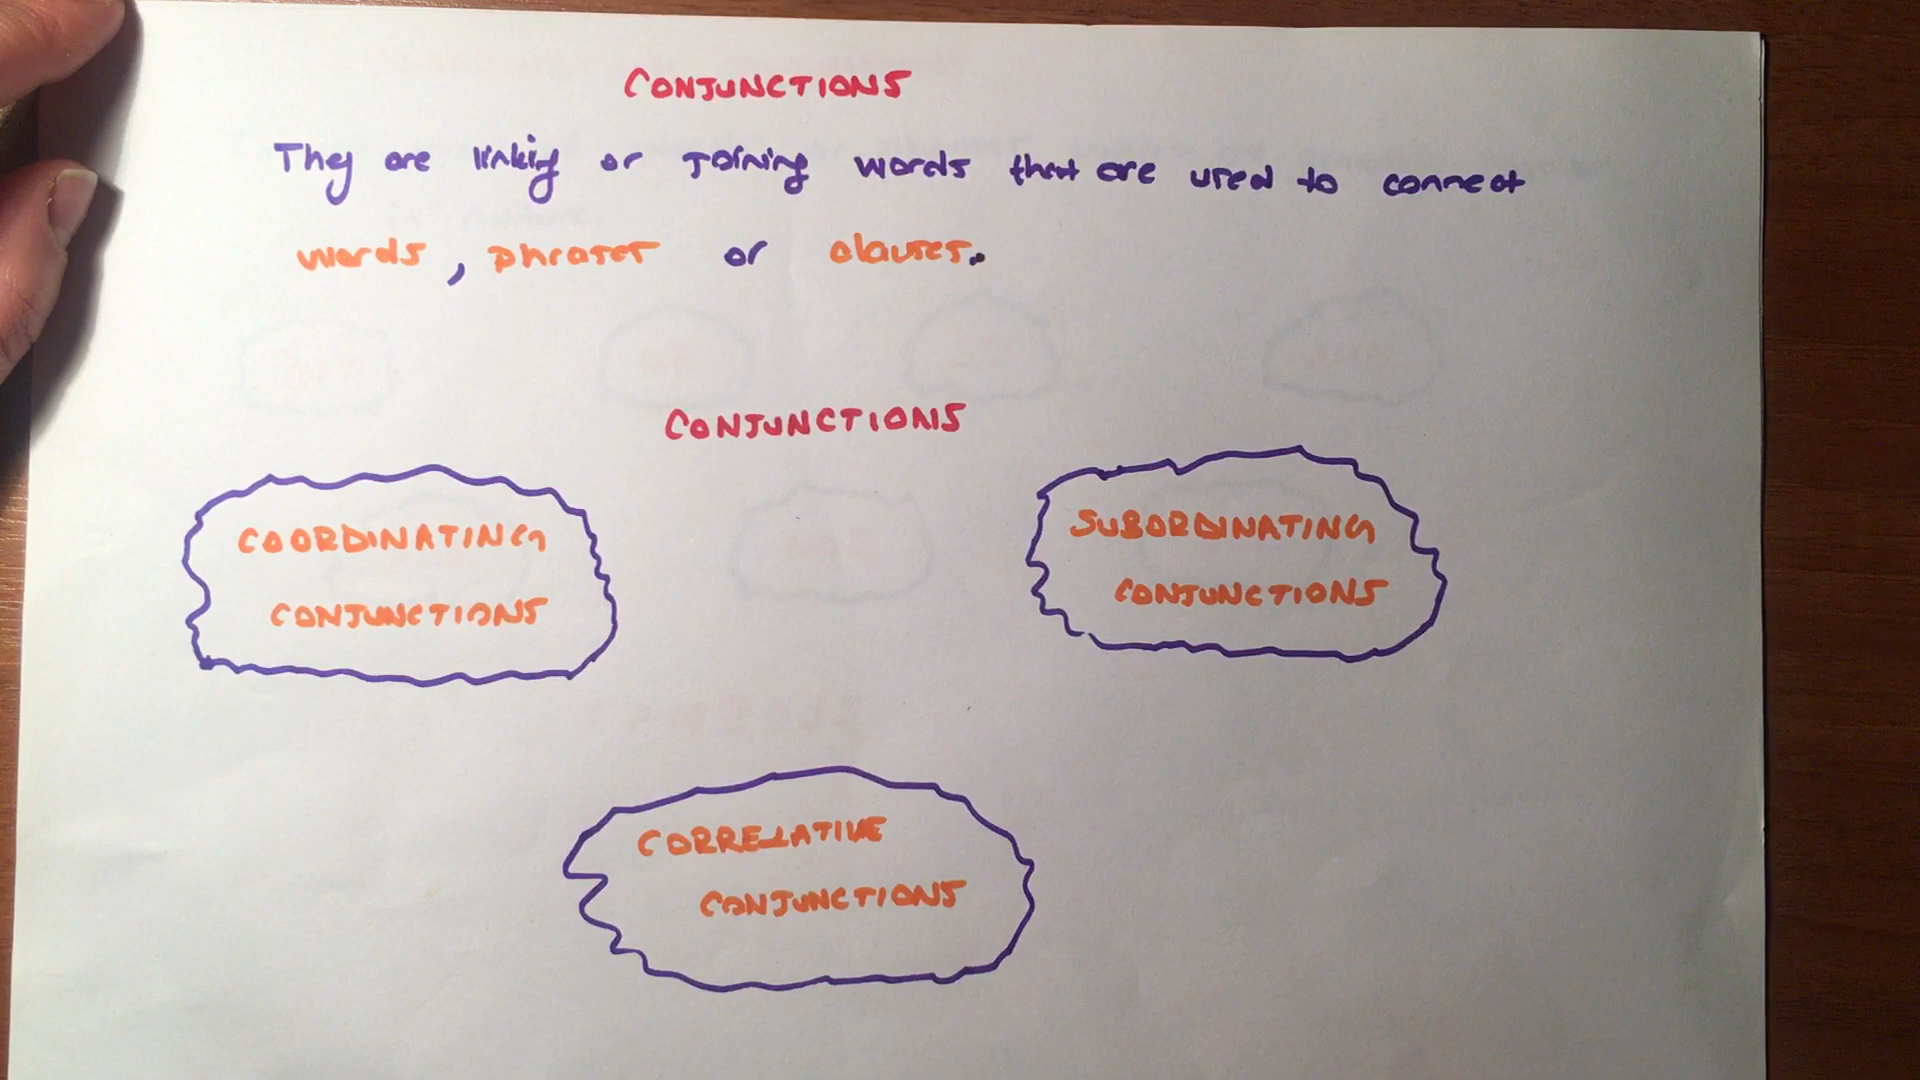 CONJUNCTIONS
They are linking or Joining words that are used to connect
words, phrases or clauses.
CONJUNCTIONS
COORDINATING
CONJUNCTIONS
SUBORDINATING
CONJUNCTIONS
CORRELATIVE
CONJUNCTIONS